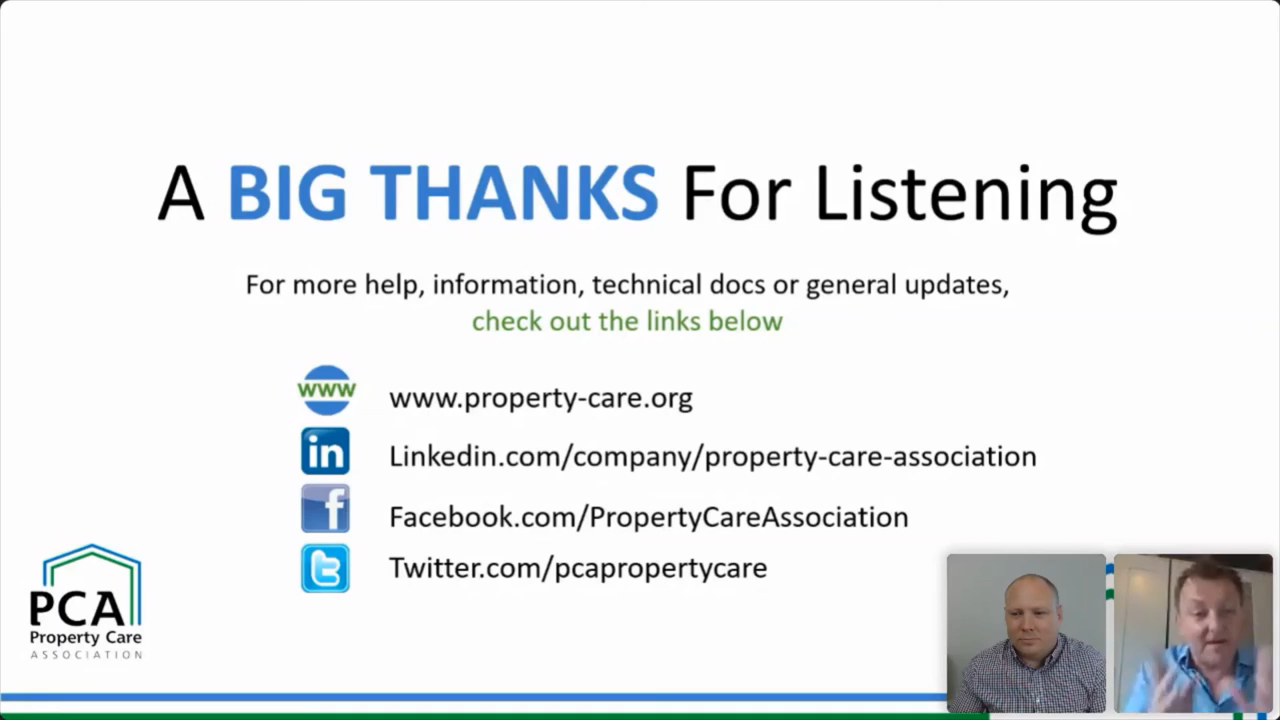 A BIG THANKS For Listening
For more help, information, technical docs or general updates,
check out the links below
www
www.property-care.org
in
Linkedin.com/company/property-care-association
f
Facebook.com/PropertyCareAssociation
t
Twitter.com/pcapropertycare
PCA
Property Care
ASSOCIATION